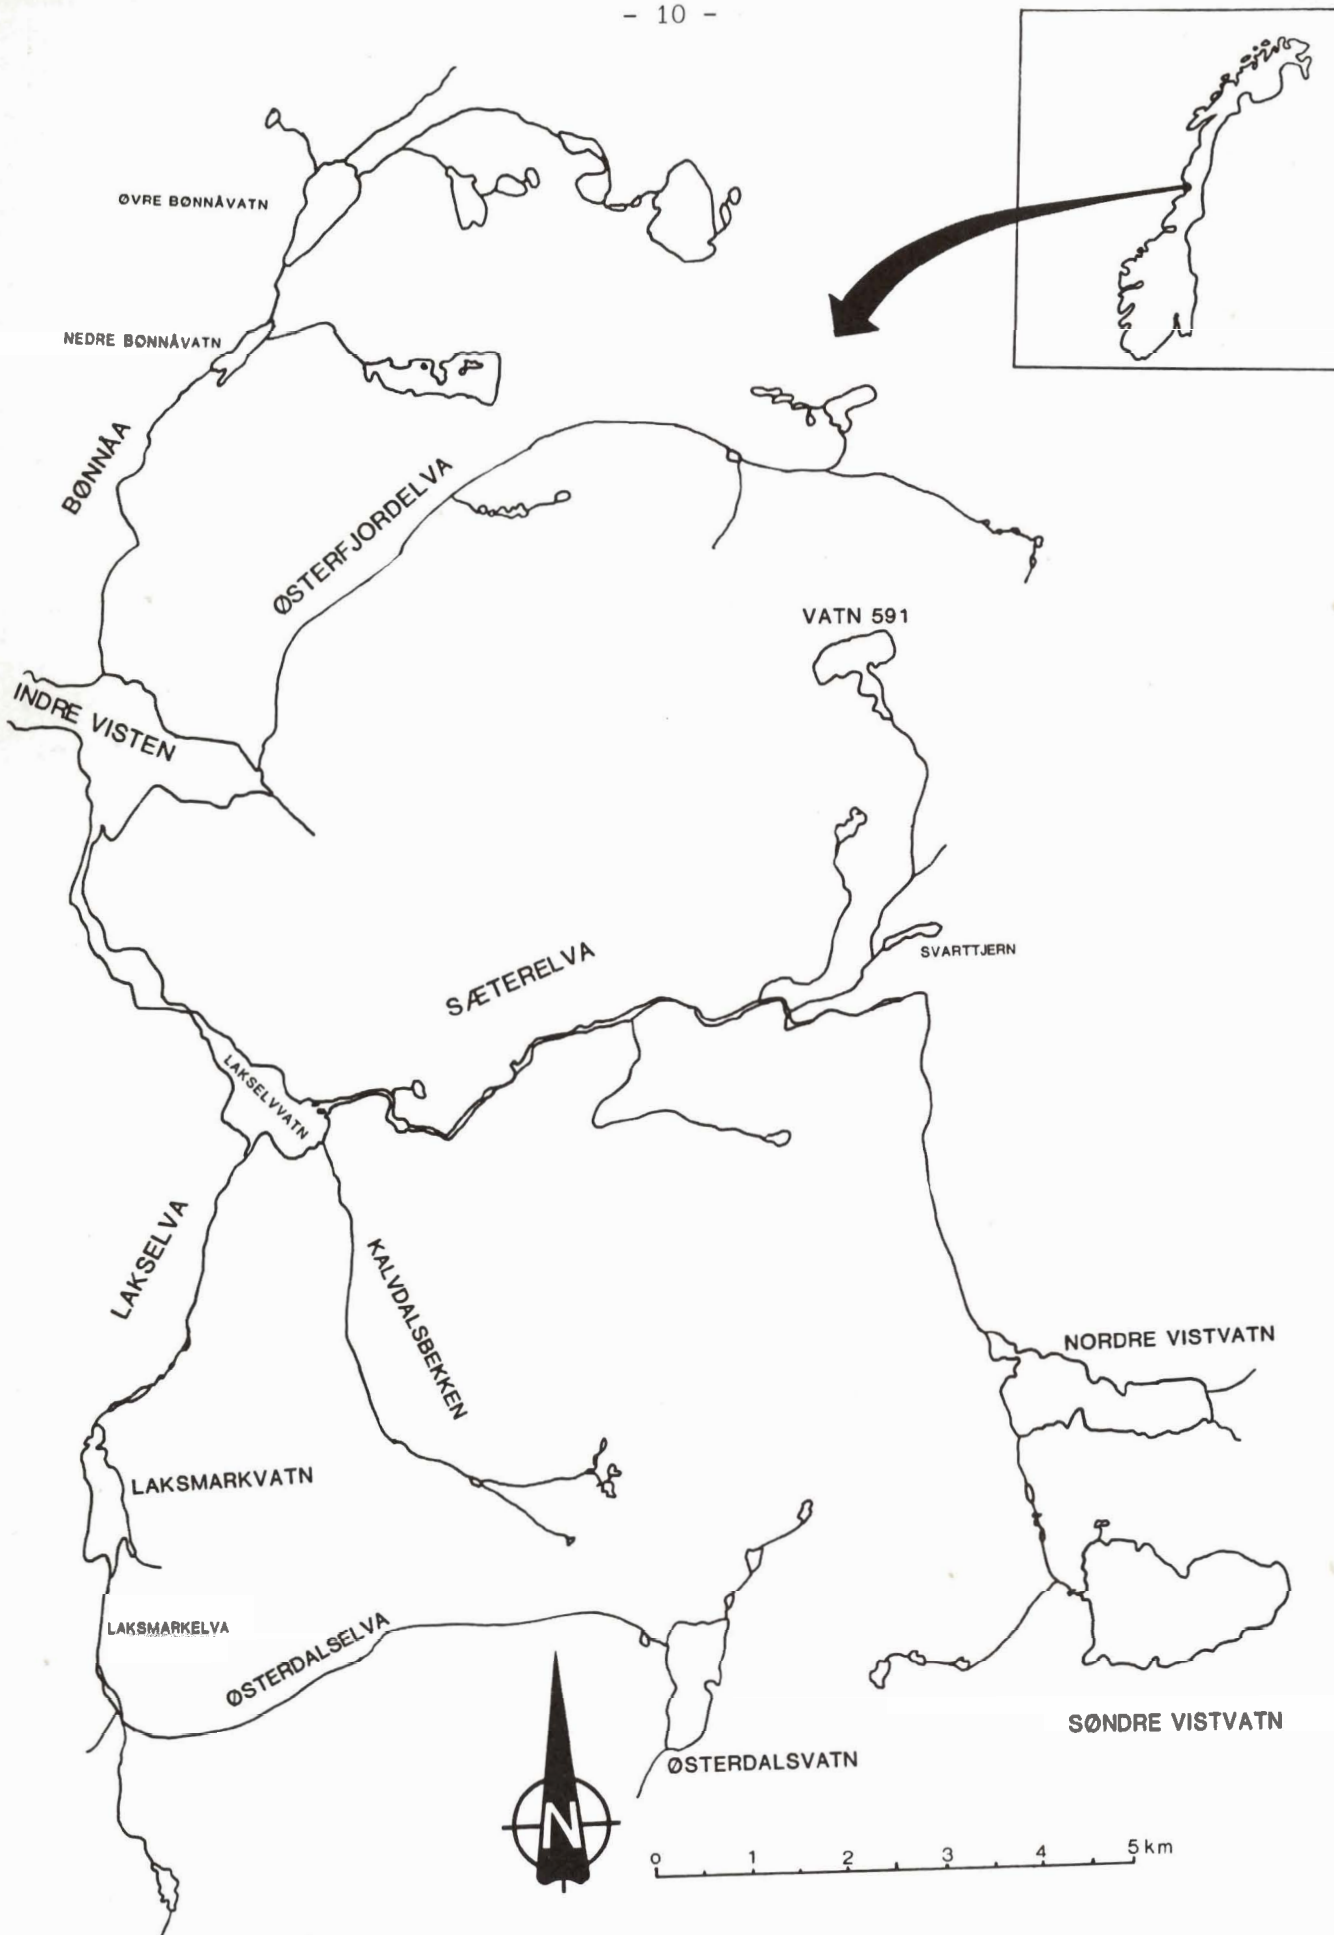 - 10 -
ØVRE BØNNÅVATN
NEDRE BØNNÅVATN
BØNNÅA
ØSTERFJORDELVA
VATN 591
INDRE VISTEN
SVARTTJERN
SÆTERELVA
LAKSELVVATN
LAKSELVA
KALVDALSBEKKEN
NORDRE VISTVATN
LAKSMARKVATN
LAKSMARKELVA
ØSTERDALSELVA
SØNDRE VISTVATN
ØSTERDALSVATN
N
0 1 2 3 4 5 km